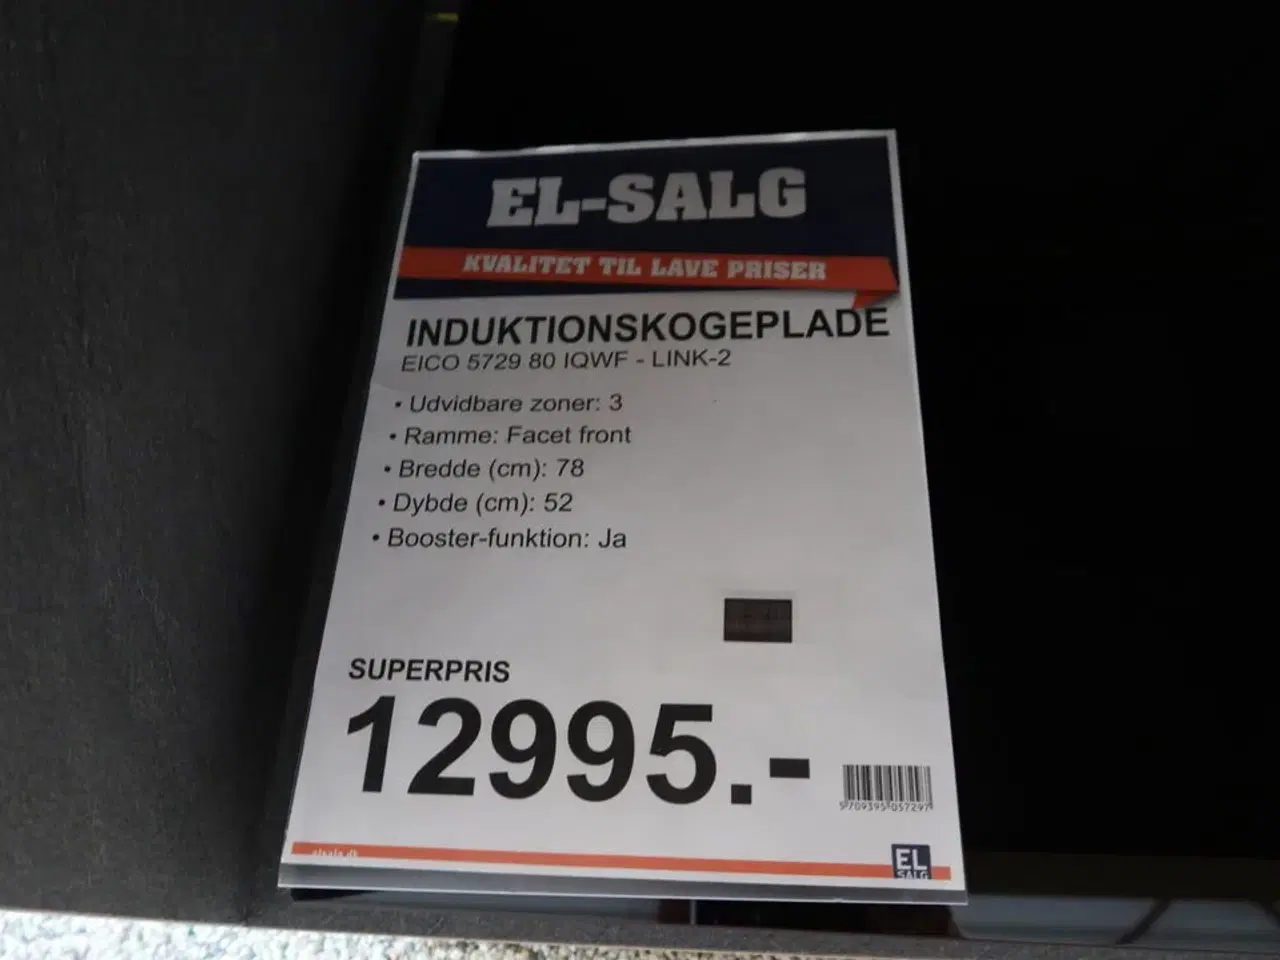 EL-SALG
KVALITET TIL LAVE PRISER
INDUKTIONSKOGEPLADE
EICO 5729 80 IQWF - LINK-2
• Udvidbare zoner: 3
• Ramme: Facet front
• Bredde (cm): 78
• Dybde (cm): 52
• Booster-funktion: Ja
SUPERPRIS
12995.-
5709395057297
EL
SALG